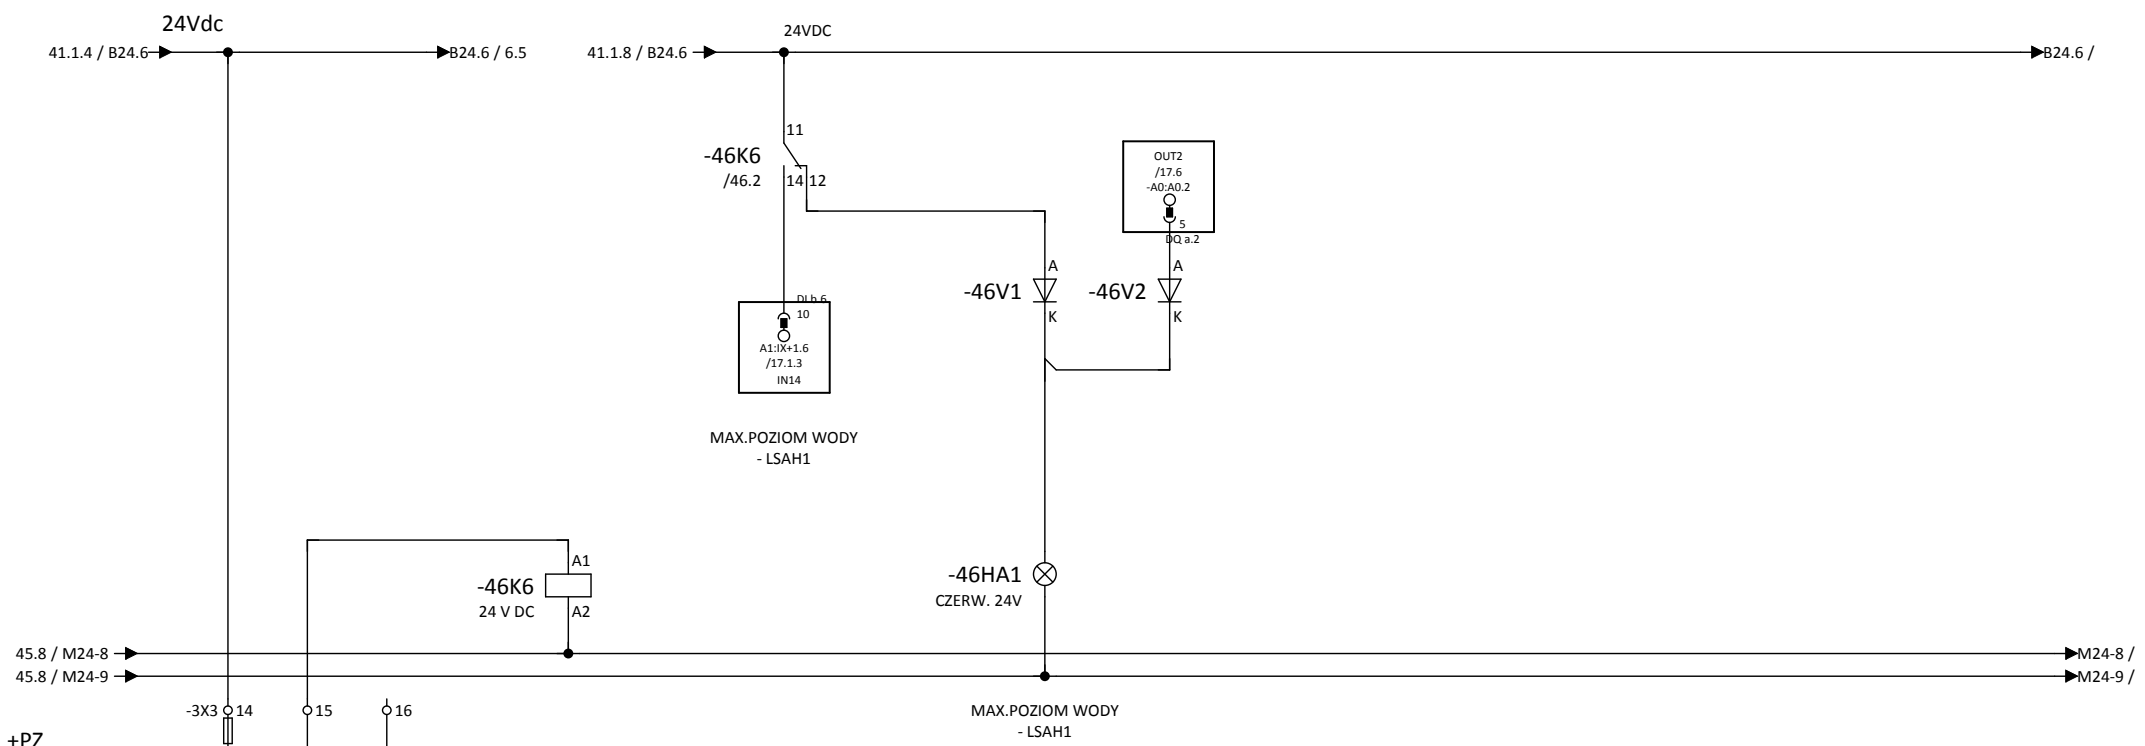 24Vdc
41.1.4 / B24.6
B24.6 / 6.5
24VDC
41.1.8 / B24.6
B24.6 /
11
-46K6
/46.2
14
12
OUT2
/17.6
-A0:A0.2
5
DQ a.2
A
-46V1
K
A
-46V2
K
DI b.6
10
A1:IX+1.6
/17.1.3
IN14
MAX.POZIOM WODY
- LSAH1
A1
-46K6
24 V DC
A2
-46HA1
CZERW. 24V
45.8 / M24-8
M24-8 /
45.8 / M24-9
M24-9 /
-3X3
14
15
16
MAX.POZIOM WODY
- LSAH1
+PZ